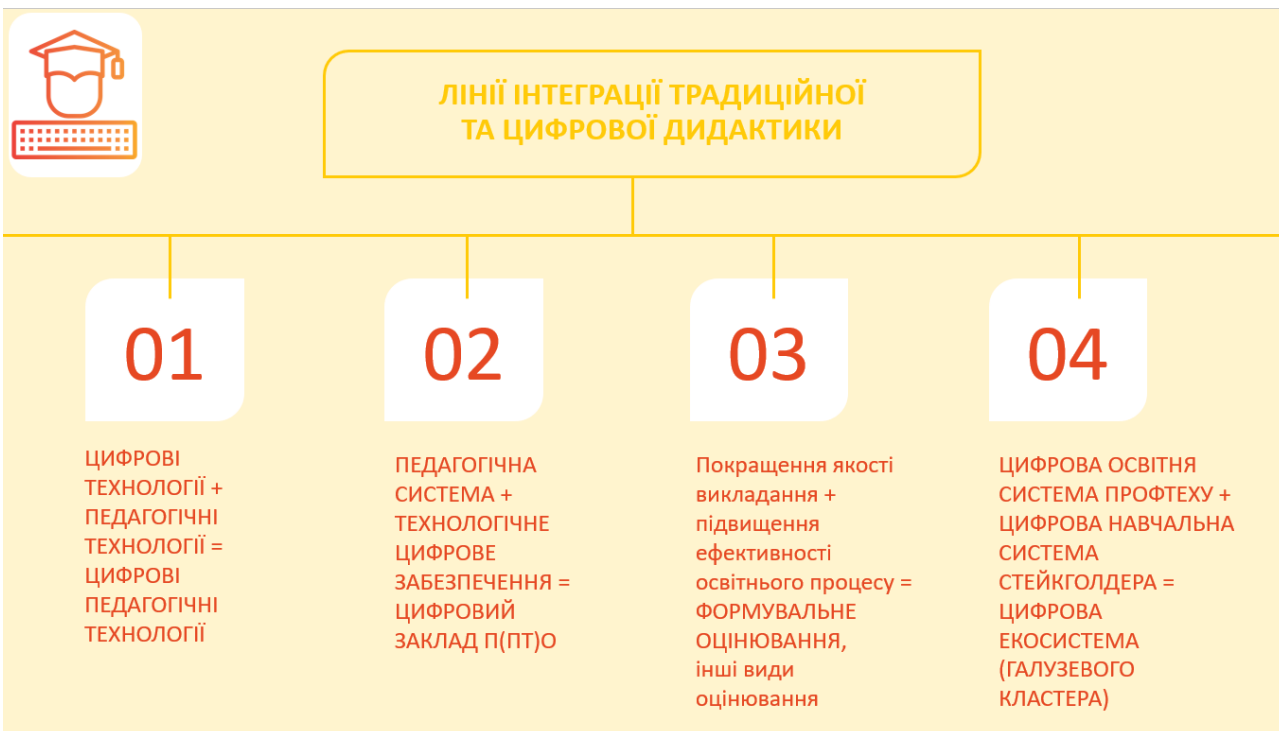 ЛІНІЇ ІНТЕГРАЦІЇ ТРАДИЦІЙНОЇ
ТА ЦИФРОВОЇ ДИДАКТИКИ
01
ЦИФРОВІ
ТЕХНОЛОГІЇ +
ПЕДАГОГІЧНІ
ТЕХНОЛОГІЇ =
ЦИФРОВІ
ПЕДАГОГІЧНІ
ТЕХНОЛОГІЇ
02
ПЕДАГОГІЧНА
СИСТЕМА +
ТЕХНОЛОГІЧНЕ
ЦИФРОВЕ
ЗАБЕЗПЕЧЕННЯ =
ЦИФРОВИЙ
ЗАКЛАД П(ПТ)О
03
Покращення якості
викладання +
підвищення
ефективності
освітнього процесу =
ФОРМУВАЛЬНЕ
ОЦІНЮВАННЯ,
інші види
оцінювання
04
ЦИФРОВА ОСВІТНЯ
СИСТЕМА ПРОФТЕХУ +
ЦИФРОВА НАВЧАЛЬНА
СИСТЕМА
СТЕЙКГОЛДЕРА =
ЦИФРОВА
ЕКОСИСТЕМА
(ГАЛУЗЕВОГО
КЛАСТЕРА)